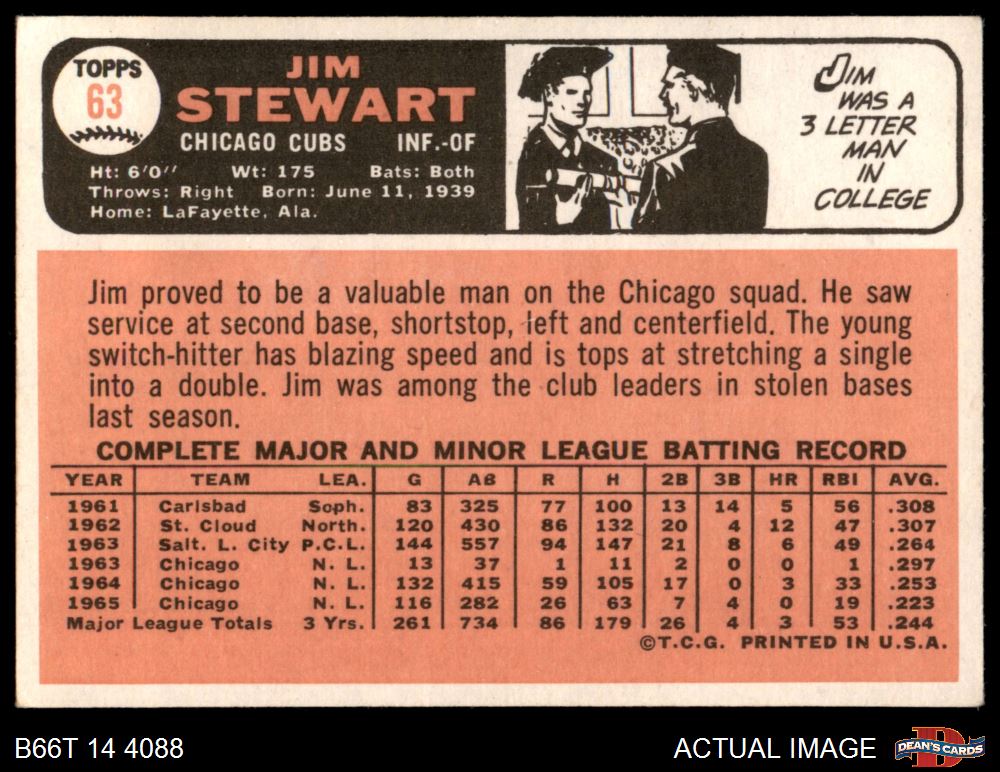 TOPPS
63
JIM
STEWART
CHICAGO CUBS INF.-OF
Ht: 6'0" Wt: 175 Bats: Both
Throws: Right Born: June 11, 1939
Home: LaFayette, Ala.
JIM
WAS A
3 LETTER
MAN
IN
COLLEGE
Jim proved to be a valuable man on the Chicago squad. He saw
service at second base, shortstop, left and centerfield. The young
switch-hitter has blazing speed and is tops at stretching a single
into a double. Jim was among the club leaders in stolen bases
last season.
COMPLETE MAJOR AND MINOR LEAGUE BATTING RECORD
YEAR TEAM LEA. G AB R H 2B 3B HR RBI AVG.
1961 Carlsbad Soph. 83 325 77 100 13 14 5 56 .308
1962 St. Cloud North. 120 430 86 132 20 4 12 47 .307
1963 Salt. L. City P.C.L. 144 557 94 147 21 8 6 49 .264
1963 Chicago N. L. 13 37 1 11 2 0 0 1 .297
1964 Chicago N. L. 132 415 59 105 17 0 3 33 .253
1965 Chicago N. L. 116 282 26 63 7 4 0 19 .223
Major League Totals 3 Yrs. 261 734 86 179 26 4 3 53 .244
©T.C.G. PRINTED IN U.S.A.
B66T 14 4088
ACTUAL IMAGE
DEAN'S CARDS